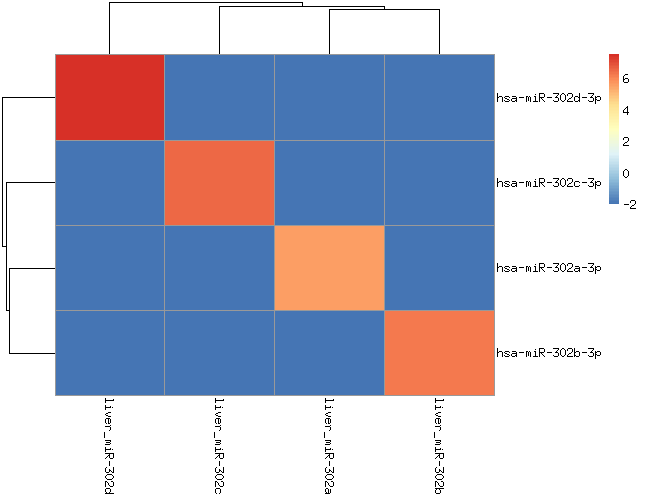 hsa-miR-302d-3p
hsa-miR-302c-3p
hsa-miR-302a-3p
hsa-miR-302b-3p
6
4
2
0
-2
liver_miR-302d
liver_miR-302c
liver_miR-302a
liver_miR-302b